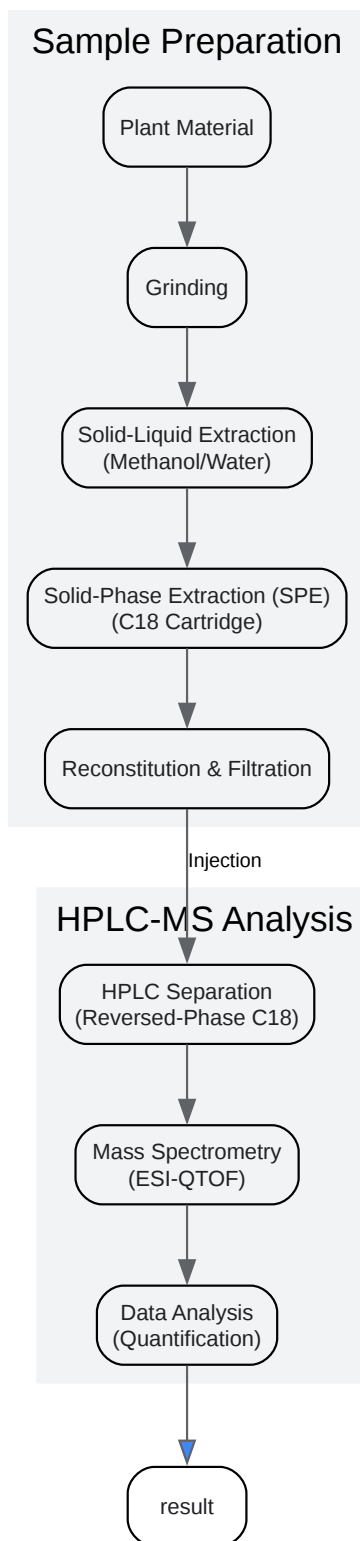 Sample Preparation
Plant Material
Grinding
Solid-Liquid Extraction
(Methanol/Water)
Solid-Phase Extraction (SPE)
(C18 Cartridge)
Reconstitution & Filtration
Injection
HPLC-MS Analysis
HPLC Separation
(Reversed-Phase C18)
Mass Spectrometry
(ESI-QTOF)
Data Analysis
(Quantification)
result